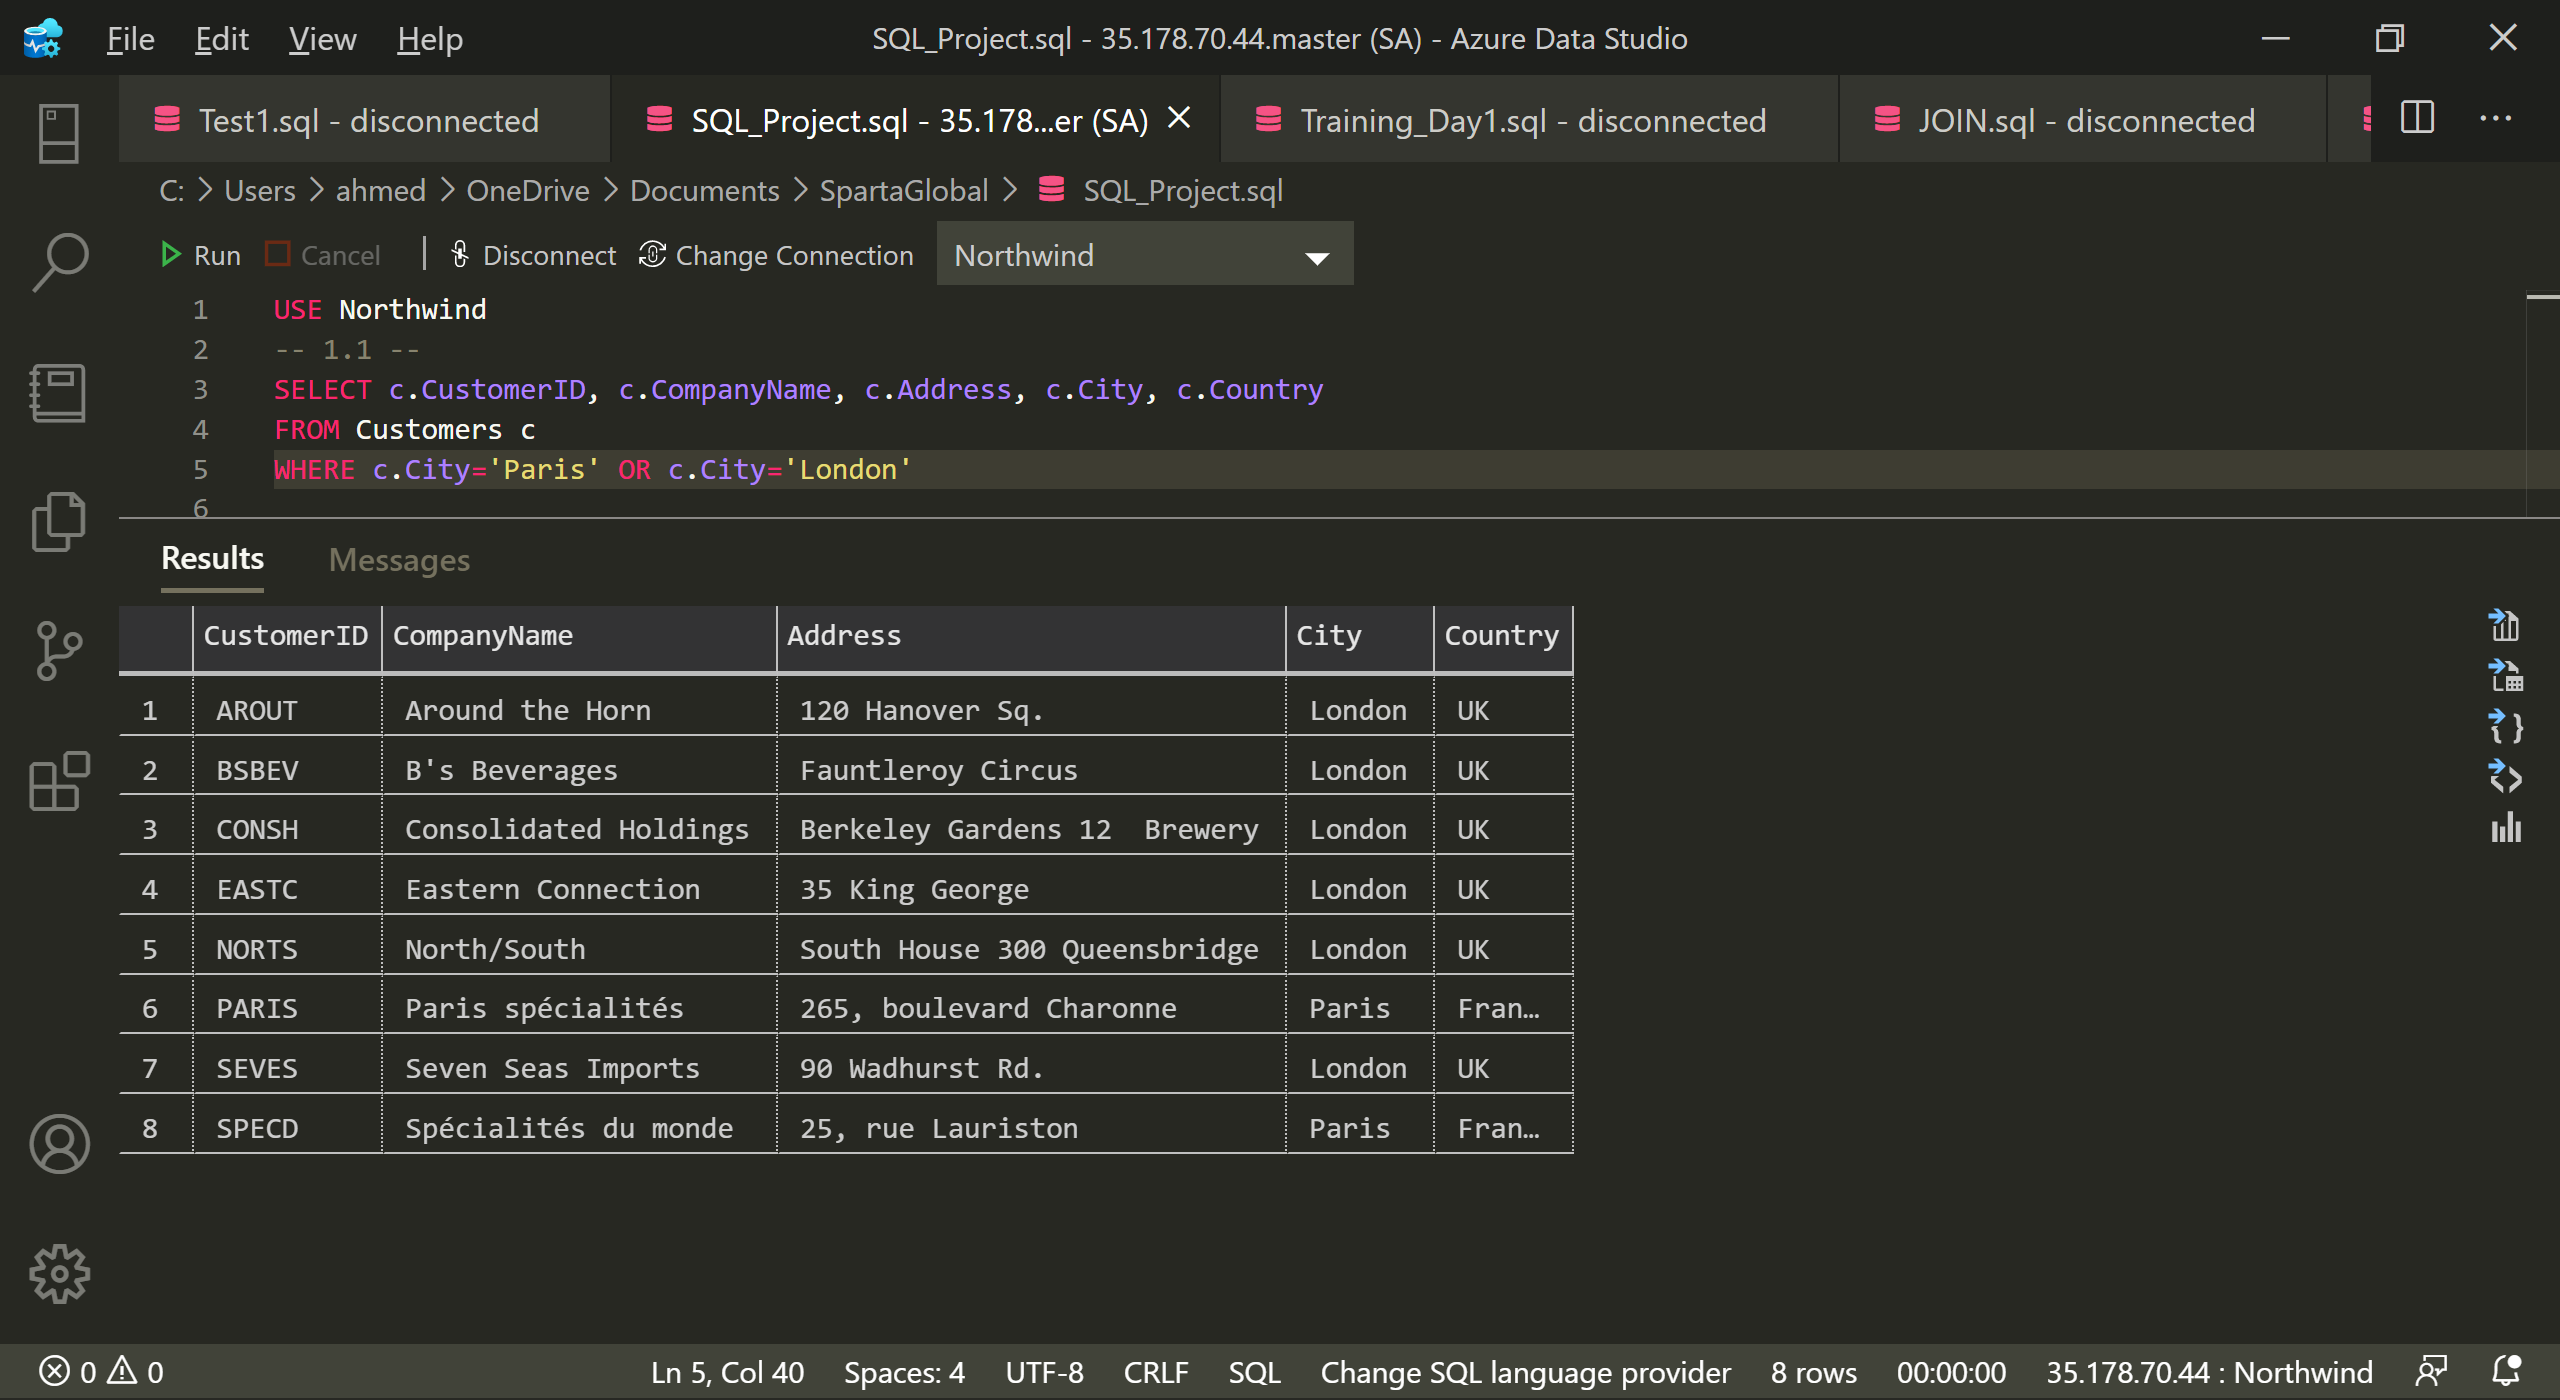 File Edit View Help SQL_Project.sql - 35.178.70.44.master (SA) - Azure Data Studio
Test1.sql - disconnected SQL_Project.sql - 35.178...er (SA) Training_Day1.sql - disconnected JOIN.sql - disconnected ...
C: > Users > ahmed > OneDrive > Documents > SpartaGlobal > SQL_Project.sql
Run Cancel | Disconnect Change Connection Northwind
1 USE Northwind
2 -- 1.1 --
3 SELECT c.CustomerID, c.CompanyName, c.Address, c.City, c.Country
4 FROM Customers c
5 WHERE c.City='Paris' OR c.City='London'
6
Results Messages
CustomerID CompanyName Address City Country
1 AROUT Around the Horn 120 Hanover Sq. London UK
2 BSBEV B's Beverages Fauntleroy Circus London UK
3 CONSH Consolidated Holdings Berkeley Gardens 12  Brewery London UK
4 EASTC Eastern Connection 35 King George London UK
5 NORTS North/South South House 300 Queensbridge London UK
6 PARIS Paris spécialités 265, boulevard Charonne Paris Fran…
7 SEVES Seven Seas Imports 90 Wadhurst Rd. London UK
8 SPECD Spécialités du monde 25, rue Lauriston Paris Fran…
0 0 Ln 5, Col 40 Spaces: 4 UTF-8 CRLF SQL Change SQL language provider 8 rows 00:00:00 35.178.70.44 : Northwind